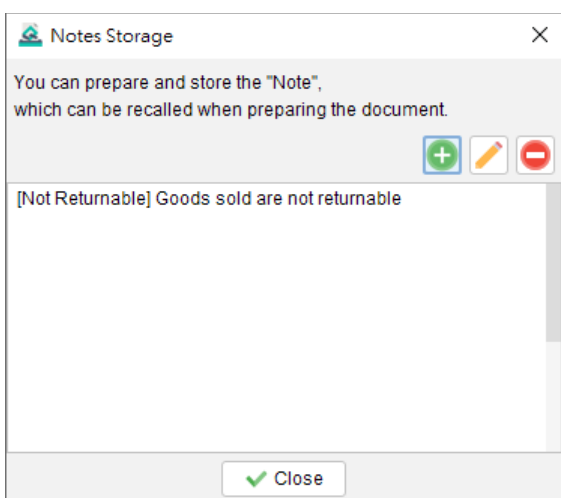 Notes Storage
You can prepare and store the "Note",
which can be recalled when preparing the document.
[Not Returnable] Goods sold are not returnable
Close